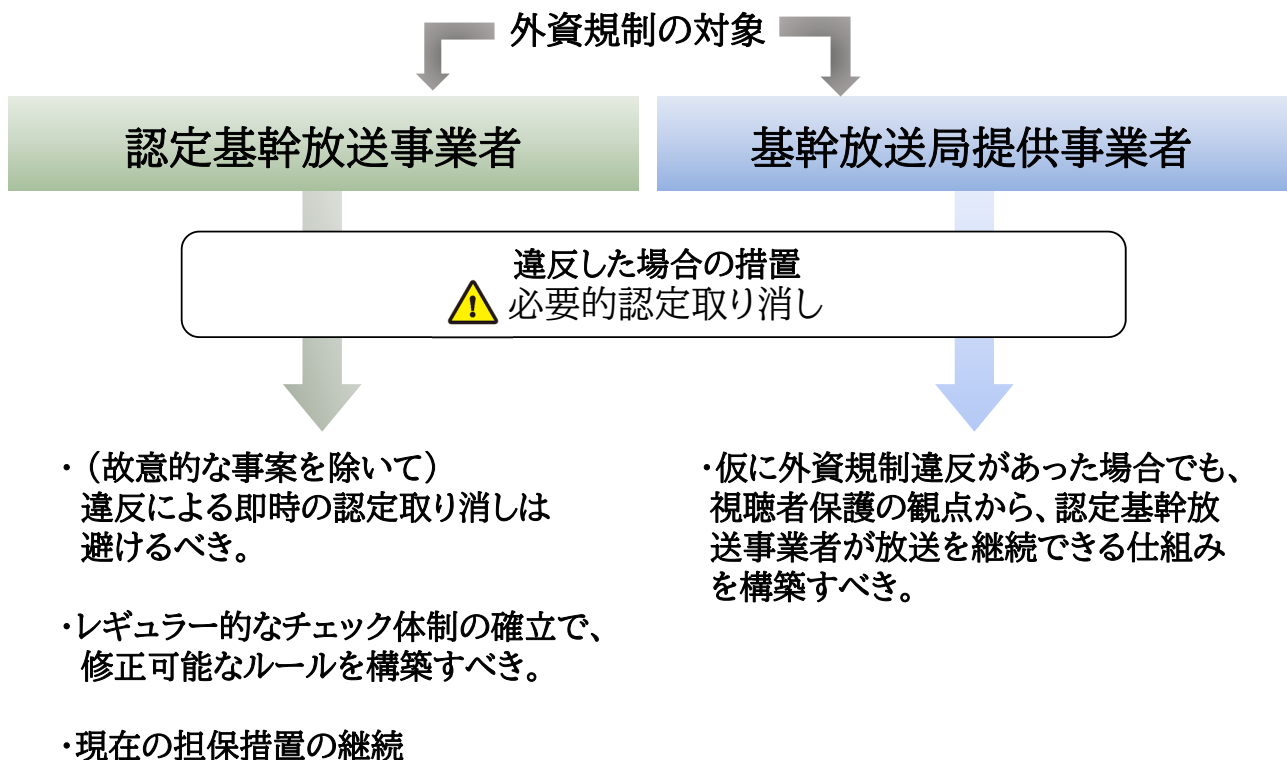 外資規制の対象
認定基幹放送事業者
基幹放送局提供事業者
違反した場合の措置
必要的認定取り消し
・（故意的な事案を除いて）
違反による即時の認定取り消しは
避けるべき。
・レギュラー的なチェック体制の確立で、
修正可能なルールを構築すべき。
・現在の担保措置の継続
・仮に外資規制違反があった場合でも、
視聴者保護の観点から、認定基幹放
送事業者が放送を継続できる仕組み
を構築すべき。